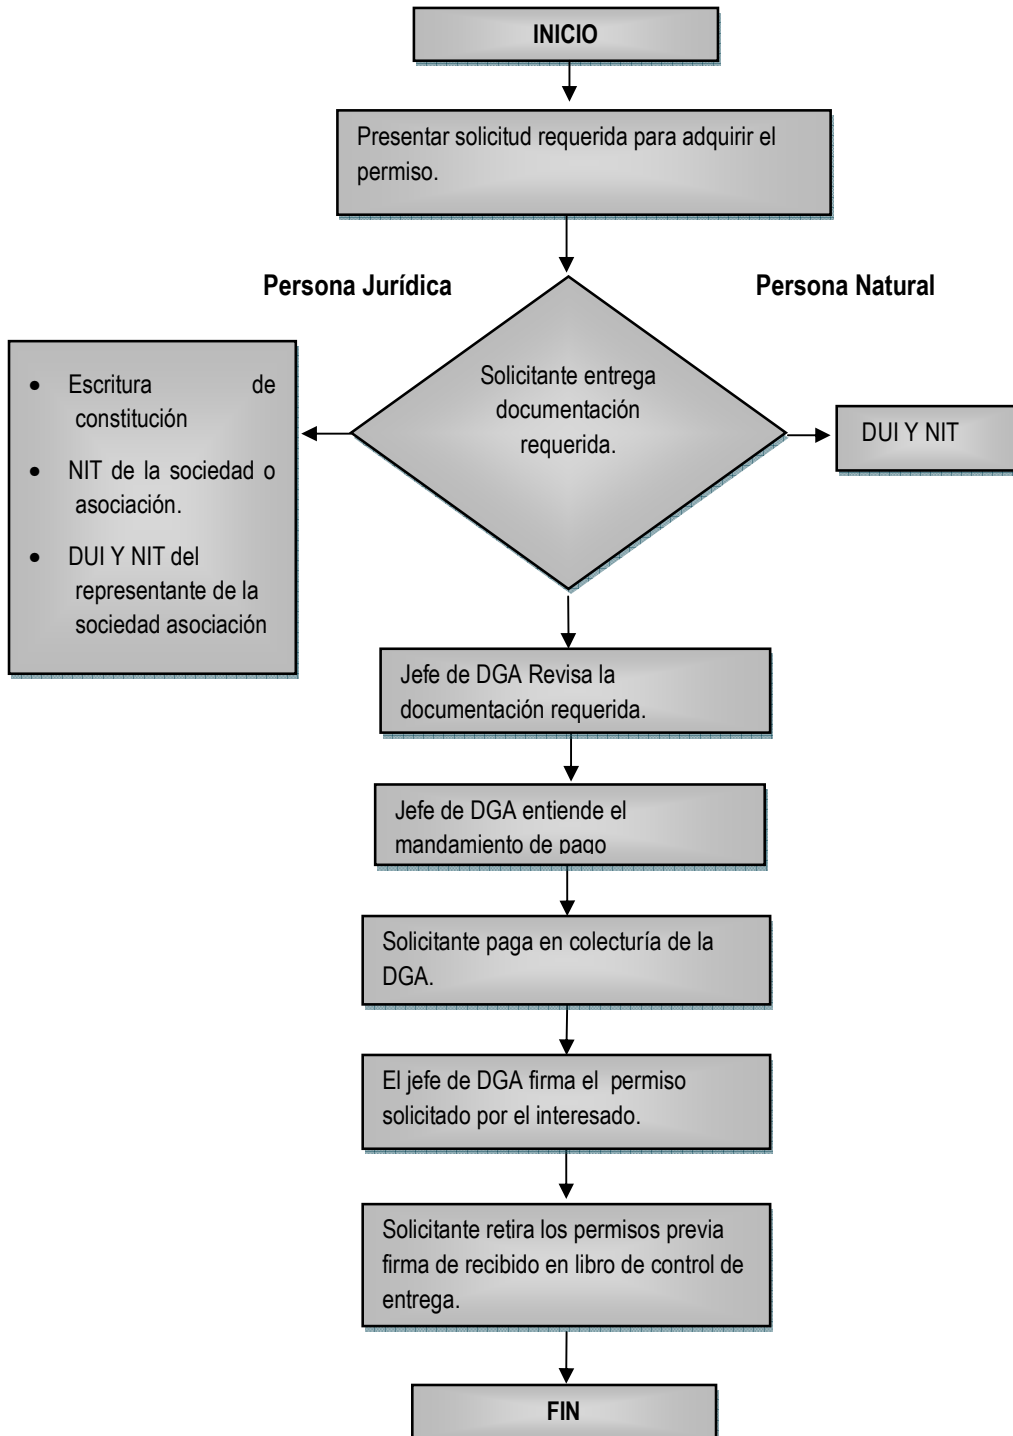 INICIO
Presentar solicitud requerida para adquirir el
permiso.
Persona Jurídica
Persona Natural
Solicitante entrega
documentación
requerida.
• Escritura de
constitución
• NIT de la sociedad o
asociación.
• DUI Y NIT del
representante de la
sociedad asociación
DUI Y NIT
Jefe de DGA Revisa la
documentación requerida.
Jefe de DGA entiende el
mandamiento de pago
Solicitante paga en colecturía de la
DGA.
El jefe de DGA firma el permiso
solicitado por el interesado.
Solicitante retira los permisos previa
firma de recibido en libro de control de
entrega.
FIN